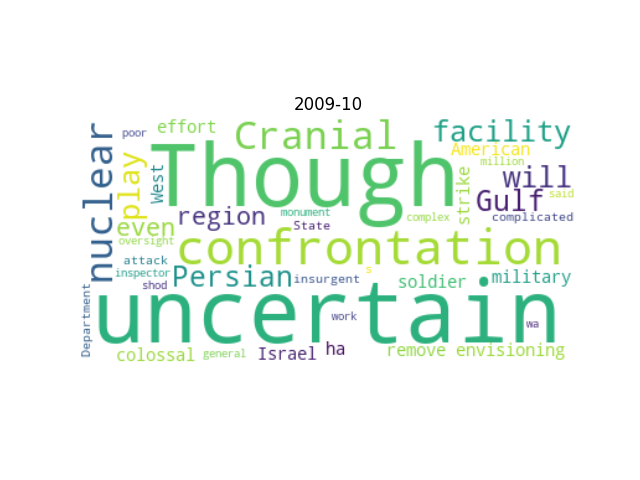 2009-10
poor
effort
Cranial
facility
nuclear
play
West
Though
American
million
strike
will
Gulf
said
region
monument
State
complex
complicated
even
oversight
confrontation
attack
inspector
shod
Persian
insurgent
s
soldier
military
Department
uncertain
work
wa
colossal
general
Israel
ha
remove envisioning